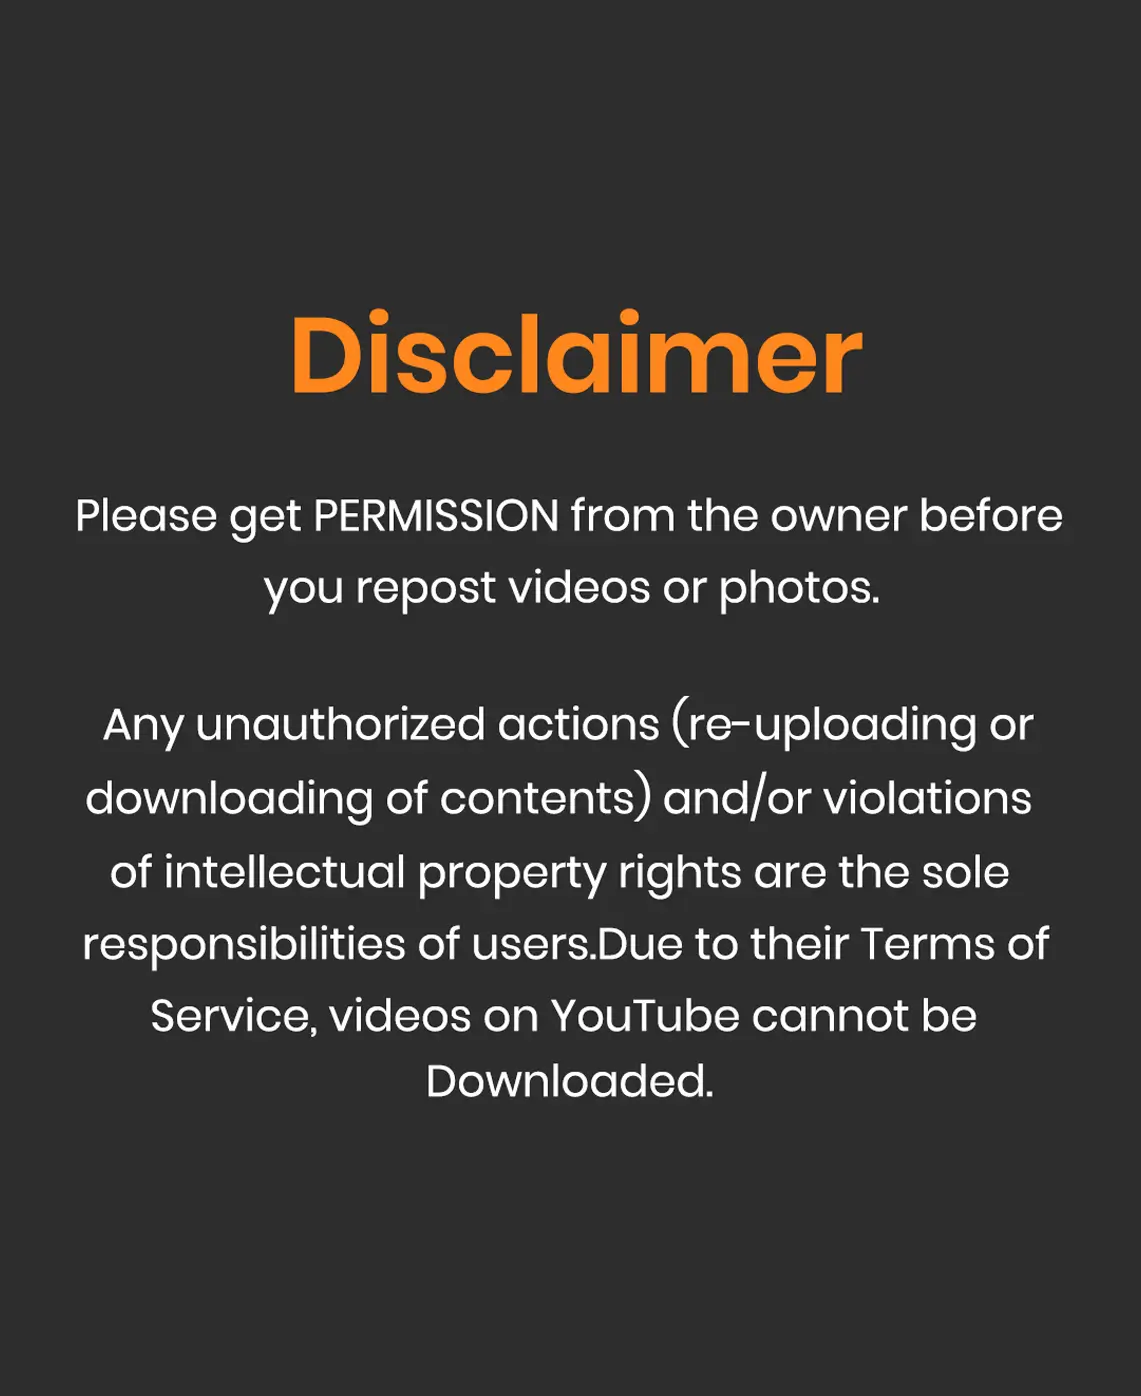 Disclaimer
Please get PERMISSION from the owner before
you repost videos or photos.
Any unauthorized actions (re-uploading or
downloading of contents) and/or violations
of intellectual property rights are the sole
responsibilities of users.Due to their Terms of
Service, videos on YouTube cannot be
Downloaded.